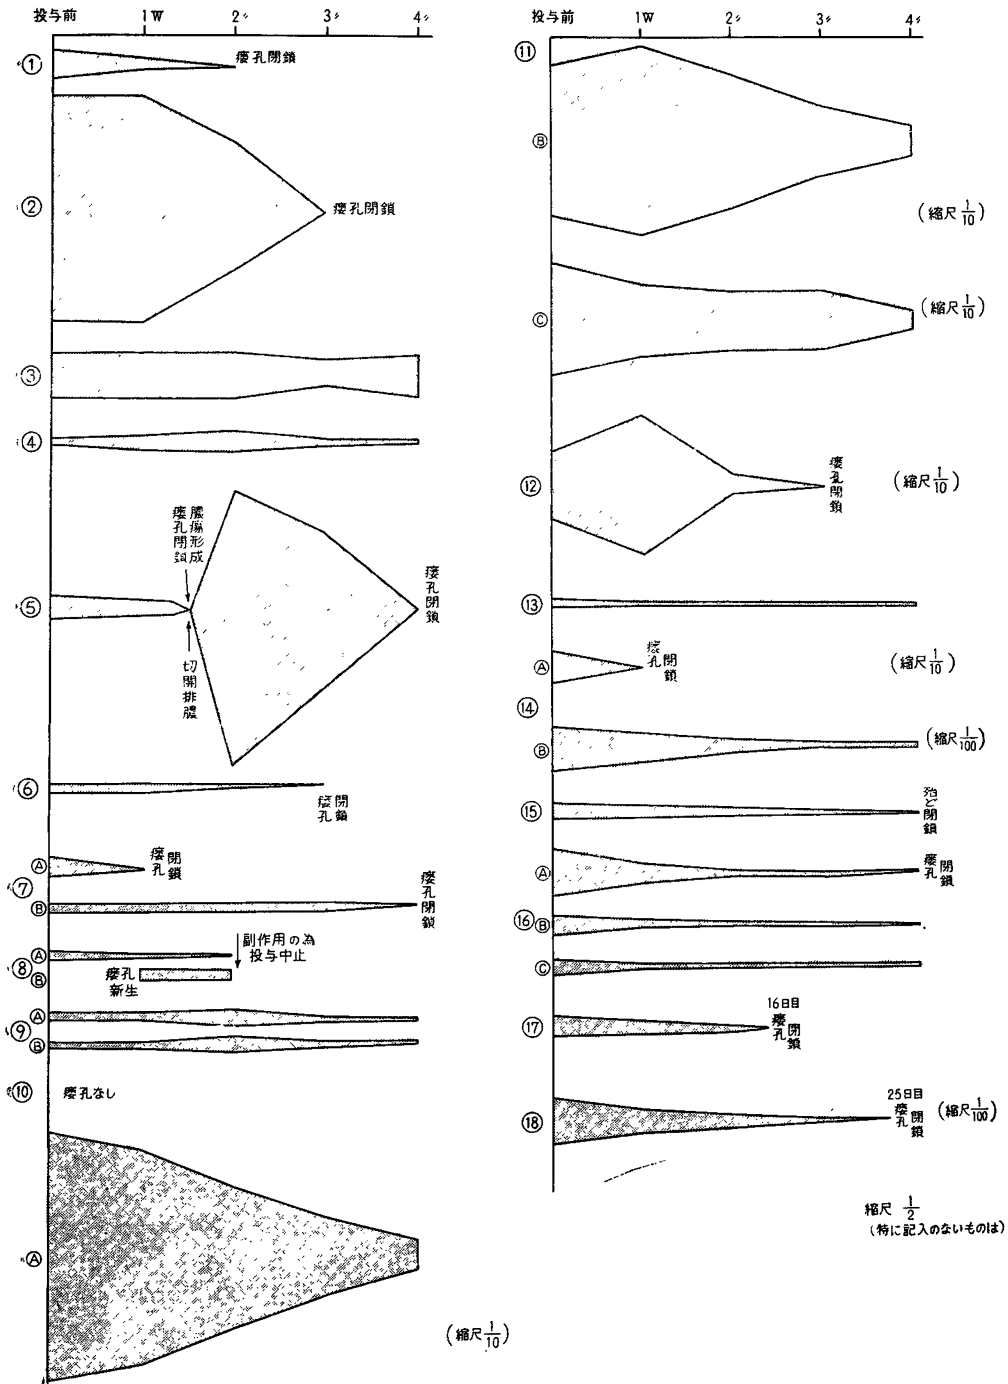 投与前 1W 2〃 3〃 4〃
① 瘻孔閉鎖
② 瘻孔閉鎖
③
④
⑤
瘻孔閉鎖
膿瘍形成
切開排膿
瘻孔閉鎖
⑥
瘻孔閉鎖
⑦
Ⓐ 瘻孔閉鎖
Ⓑ 瘻孔閉鎖
⑧
Ⓐ
副作用の為
投与中止
Ⓑ
瘻孔
新生
⑨
Ⓐ
Ⓑ
⑩ 瘻孔なし
Ⓐ
(縮尺 1/10)
投与前 1W 2〃 3〃 4〃
⑪
Ⓑ
(縮尺 1/10)
Ⓒ
(縮尺 1/10)
⑫ 瘻孔閉鎖 (縮尺 1/10)
⑬
Ⓐ 瘻孔閉鎖 (縮尺 1/10)
⑭
Ⓑ (縮尺 1/100)
⑮ 殆ど閉鎖
Ⓐ 瘻孔閉鎖
⑯
Ⓑ
Ⓒ
⑰
16日目
瘻孔閉鎖
⑱
25日目
瘻孔閉鎖
(縮尺 1/100)
縮尺 1/2
(特に記入のないものは)